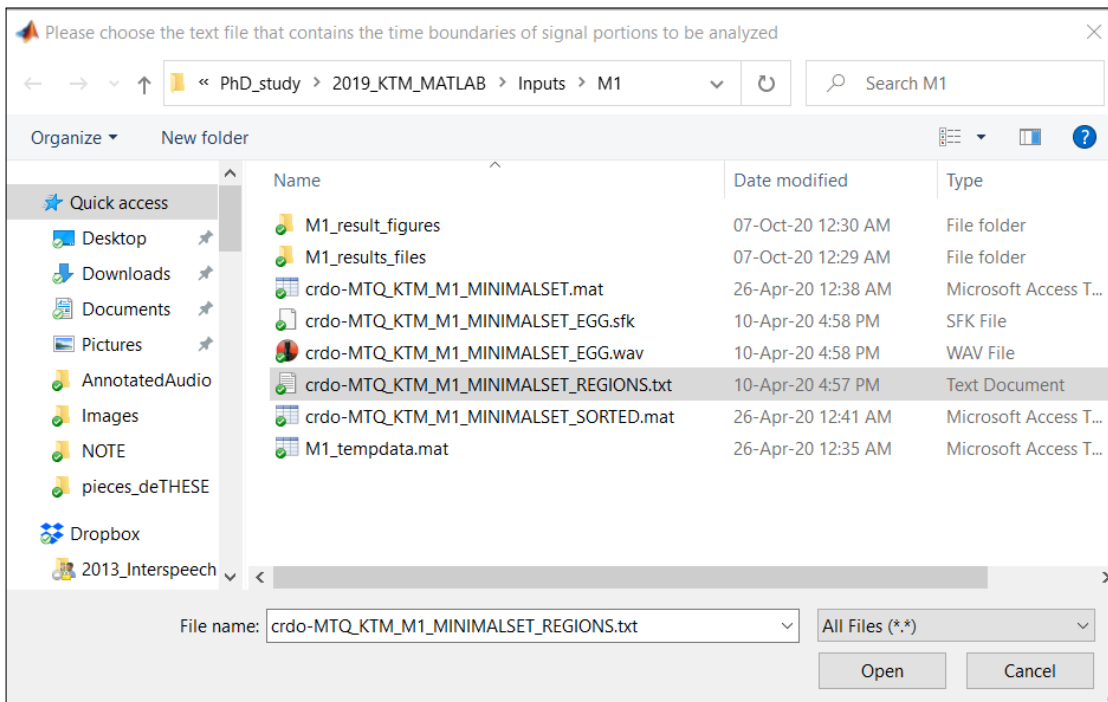 Please choose the text file that contains the time boundaries of signal portions to be analyzed
« PhD_study > 2019_KTM_MATLAB > Inputs > M1
Search M1
Organize
New folder
Name Date modified Type
Quick access
Desktop
Downloads
Documents
Pictures
AnnotatedAudio
Images
NOTE
pieces_deTHESE
Dropbox
2013_Interspeech
M1_result_figures 07-Oct-20 12:30 AM File folder
M1_results_files 07-Oct-20 12:29 AM File folder
crdo-MTQ_KTM_M1_MINIMALSET.mat 26-Apr-20 12:38 AM Microsoft Access T...
crdo-MTQ_KTM_M1_MINIMALSET_EGG.sfk 10-Apr-20 4:58 PM SFK File
crdo-MTQ_KTM_M1_MINIMALSET_EGG.wav 10-Apr-20 4:58 PM WAV File
crdo-MTQ_KTM_M1_MINIMALSET_REGIONS.txt 10-Apr-20 4:57 PM Text Document
crdo-MTQ_KTM_M1_MINIMALSET_SORTED.mat 26-Apr-20 12:41 AM Microsoft Access T...
M1_tempdata.mat 26-Apr-20 12:35 AM Microsoft Access T...
File name: crdo-MTQ_KTM_M1_MINIMALSET_REGIONS.txt
All Files (*.*)
Open
Cancel